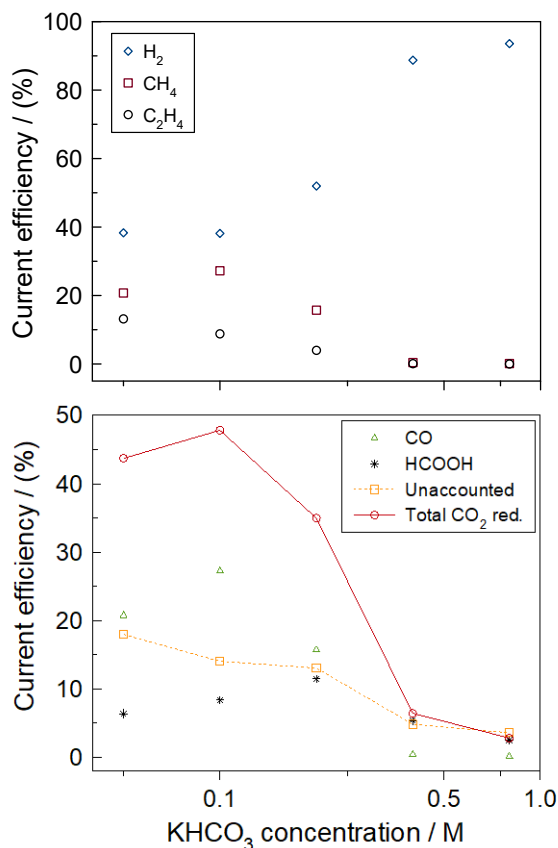 100
80
60
40
20
0
Current efficiency / (%)
H₂
CH₄
C₂H₄
50
40
30
20
10
0
Current efficiency / (%)
CO
HCOOH
Unaccounted
Total CO₂ red.
0.1
0.5
1.0
KHCO₃ concentration / M